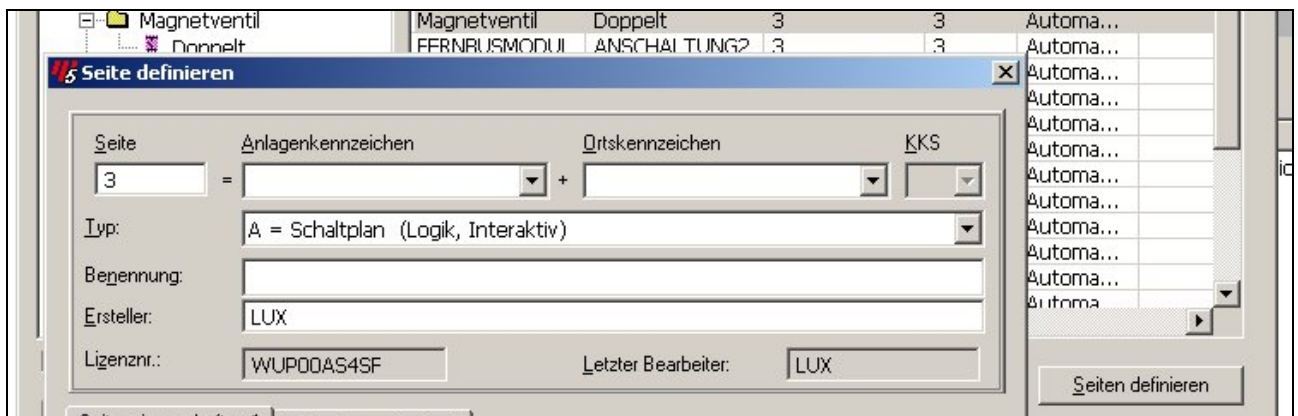 Magnetventil Magnetventil Doppelt 3 3 Automa...
Doppelt FERNBUSMODUL ANSCHALTUNG2 3 3 Automa...
Seite definieren Automa...
Automa...
Automa...
Seite Anlagenkennzeichen Ortskennzeichen KKS Automa...
3 = + Automa...
Automa...
Typ: A = Schaltplan (Logik, Interaktiv) Automa...
Automa...
Benennung: Automa...
Ersteller: LUX Automa
Lizenznr.: WUP00AS4SF Letzter Bearbeiter: LUX
Seiten definieren